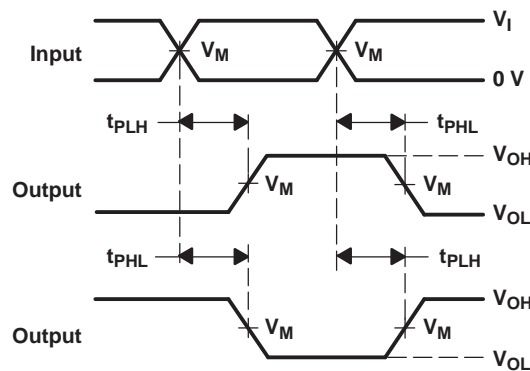 V_I
Input V_M V_M
0 V
t_PLH t_PHL
V_OH
Output V_M V_M
V_OL
t_PHL t_PLH
V_OH
Output V_M V_M
V_OL